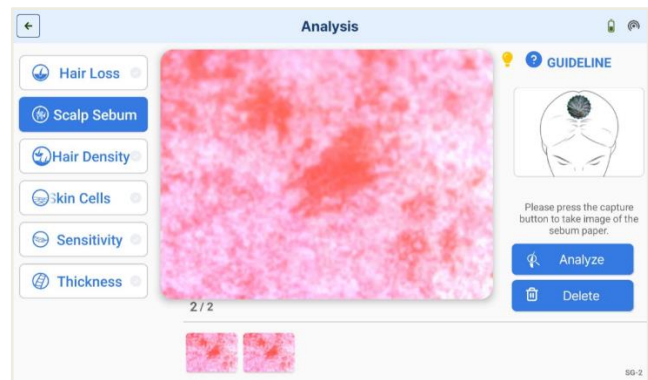 Analysis
Hair Loss
Scalp Sebum
Hair Density
Skin Cells
Sensitivity
Thickness
2 / 2
? GUIDELINE
Please press the capture
button to take image of the
sebum paper.
Analyze
Delete
SG-2